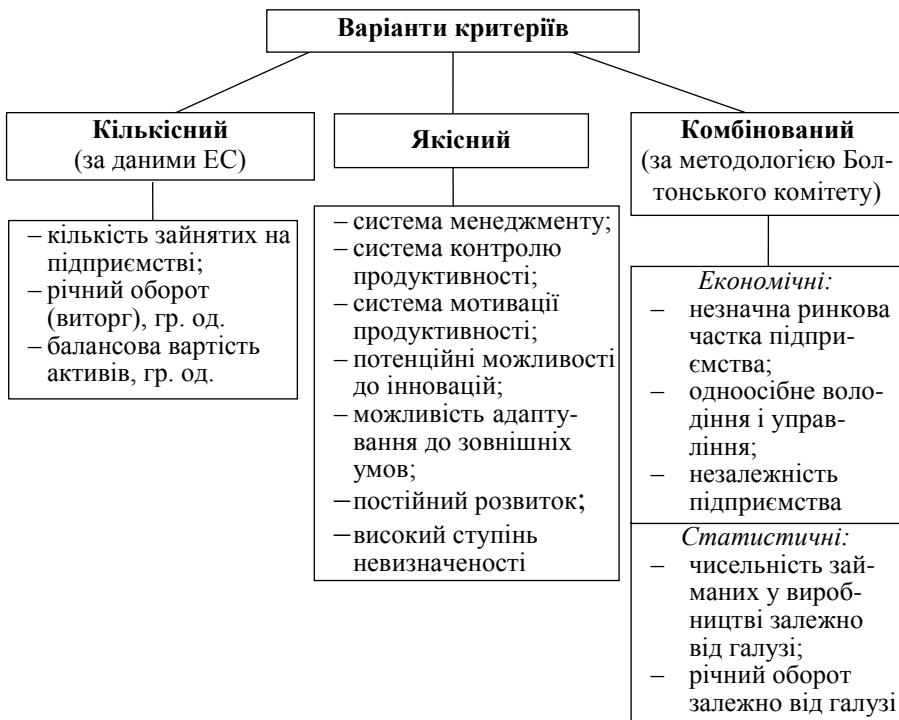 Варіанти критеріїв
Кількісний
(за даними ЕС)
– кількість зайнятих на
підприємстві;
– річний оборот
(виторг), гр. од.
– балансова вартість
активів, гр. од.
Якісний
– система менеджменту;
– система контролю
продуктивності;
– система мотивації
продуктивності;
– потенційні можливості
до інновацій;
– можливість адапту-
вання до зовнішніх
умов;
– постійний розвиток;
– високий ступінь
невизначеності
Комбінований
(за методологією Бол-
тонського комітету)
Економічні:
– незначна ринкова
частка підпри-
ємства;
– одноосібне воло-
діння і управ-
ління;
– незалежність
підприємства
Статистичні:
– чисельність зай-
маних у вироб-
ництві залежно
від галузі;
– річний оборот
залежно від галузі